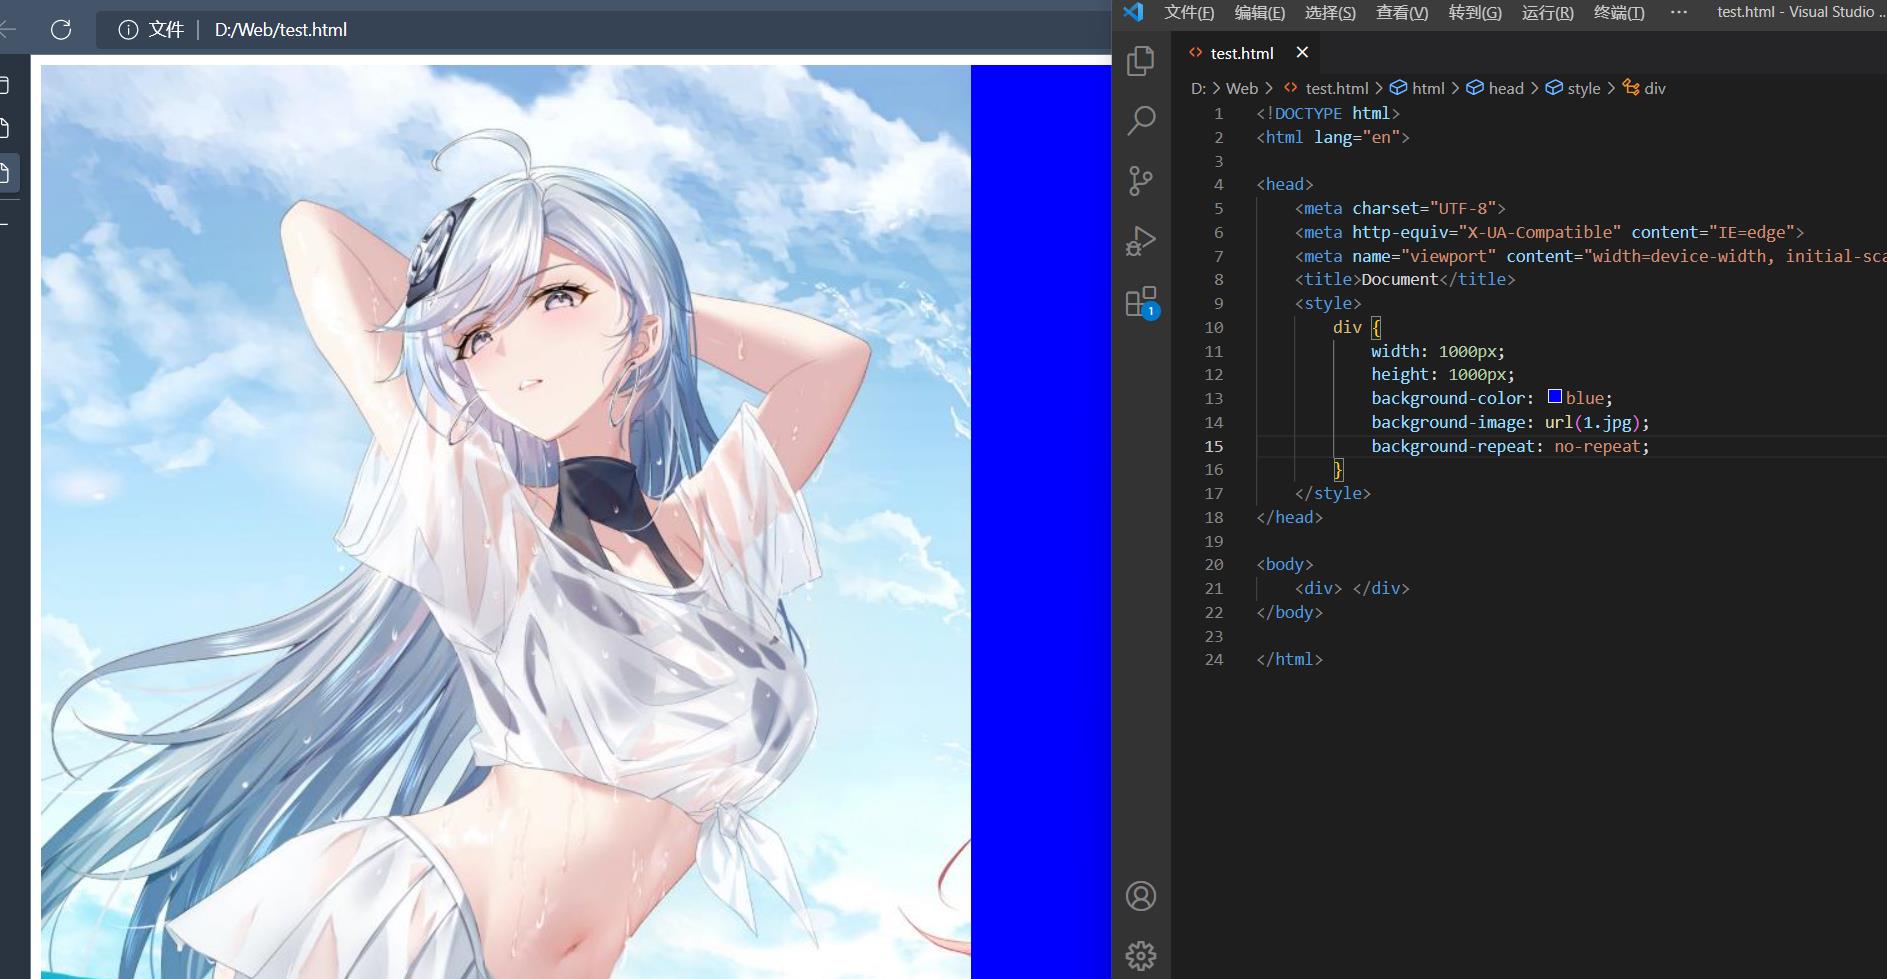 文件 D:/Web/test.html
文件(F) 编辑(E) 选择(S) 查看(V) 转到(G) 运行(R) 终端(T) ··· test.html - Visual Studio ...
test.html
D: > Web > test.html > html > head > style > div
1 <!DOCTYPE html>
2 <html lang="en">
3
4 <head>
5 <meta charset="UTF-8">
6 <meta http-equiv="X-UA-Compatible" content="IE=edge">
7 <meta name="viewport" content="width=device-width, initial-sca
8 <title>Document</title>
9 <style>
10 div {
11 width: 1000px;
12 height: 1000px;
13 background-color: blue;
14 background-image: url(1.jpg);
15 background-repeat: no-repeat;
16 }
17 </style>
18 </head>
19
20 <body>
21 <div> </div>
22 </body>
23
24 </html>
1